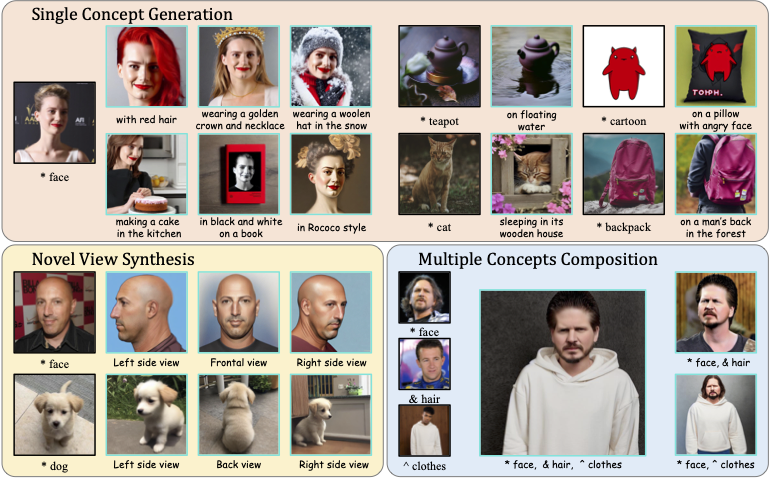 Single Concept Generation
* face
with red hair
wearing a golden
crown and necklace
wearing a woolen
hat in the snow
making a cake
in the kitchen
in black and white
on a book
in Rococo style
* teapot
on floating
water
* cartoon
TOMPH.
on a pillow
with angry face
* cat
sleeping in its
wooden house
* backpack
on a man's back
in the forest
Novel View Synthesis
* face
Left side view
Frontal view
Right side view
* dog
Left side view
Back view
Right side view
Multiple Concepts Composition
* face
& hair
^ clothes
* face, & hair, ^ clothes
* face, & hair
* face, ^ clothes